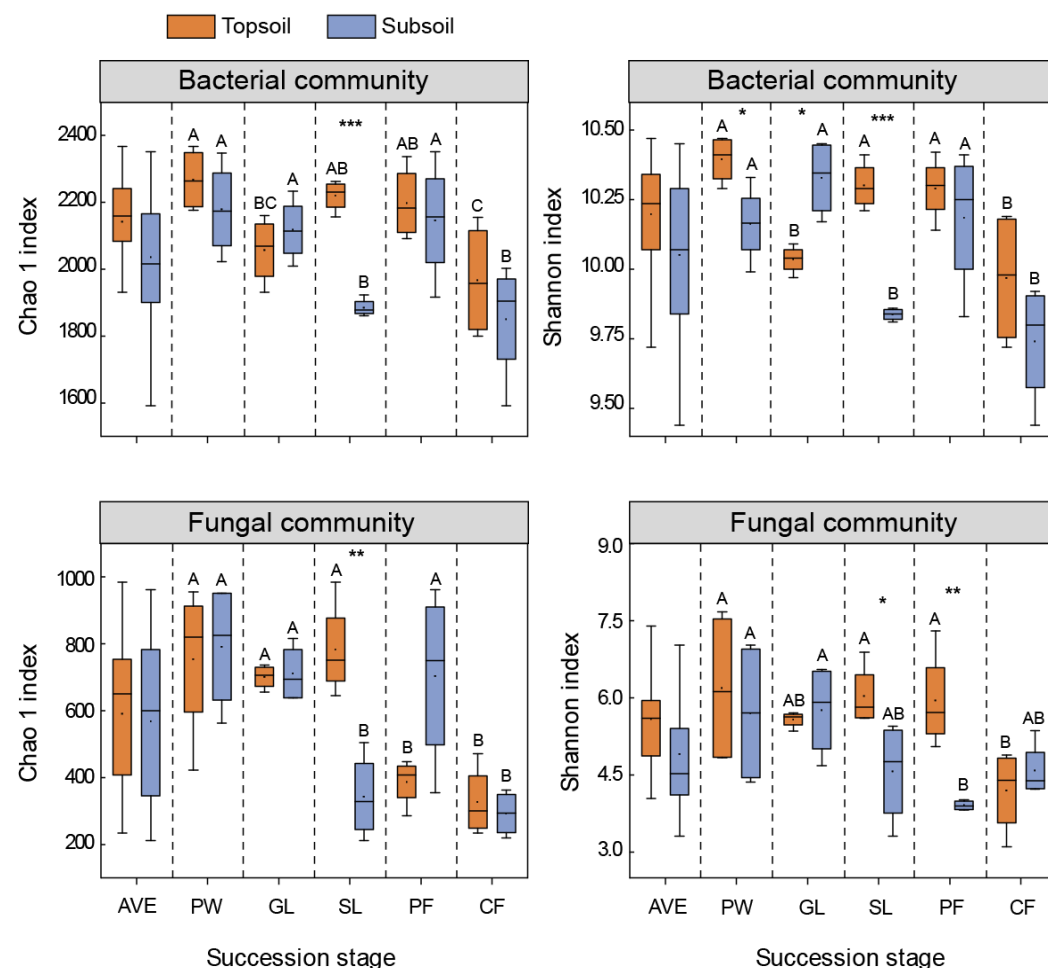 Topsoil Subsoil
Bacterial community
Chao 1 index
2400
2200
2000
1800
1600
A A BC A AB *** B AB A C B
Bacterial community
Shannon index
10.50
10.25
10.00
9.75
9.50
A * A B * A A *** B A A B B
Fungal community
Chao 1 index
1000
800
600
400
200
A A A A ** B B A B B
AVE PW GL SL PF CF
Succession stage
Fungal community
Shannon index
9.0
7.5
6.0
4.5
3.0
A A AB A A * AB A ** B B AB
AVE PW GL SL PF CF
Succession stage